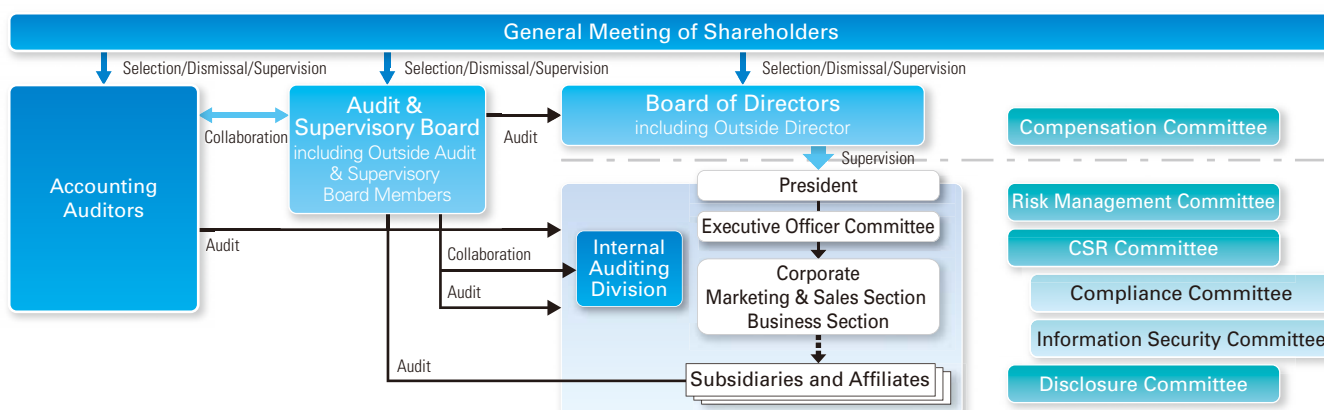 General Meeting of Shareholders
Selection/Dismissal/Supervision
Selection/Dismissal/Supervision
Selection/Dismissal/Supervision
Accounting
Auditors
Collaboration
Audit &
Supervisory Board
including Outside Audit
& Supervisory
Board Members
Audit
Board of Directors
including Outside Director
Supervision
Compensation Committee
President
Executive Officer Committee
Corporate
Marketing & Sales Section
Business Section
Subsidiaries and Affiliates
Internal
Auditing
Division
Audit
Collaboration
Audit
Audit
Risk Management Committee
CSR Committee
Compliance Committee
Information Security Committee
Disclosure Committee